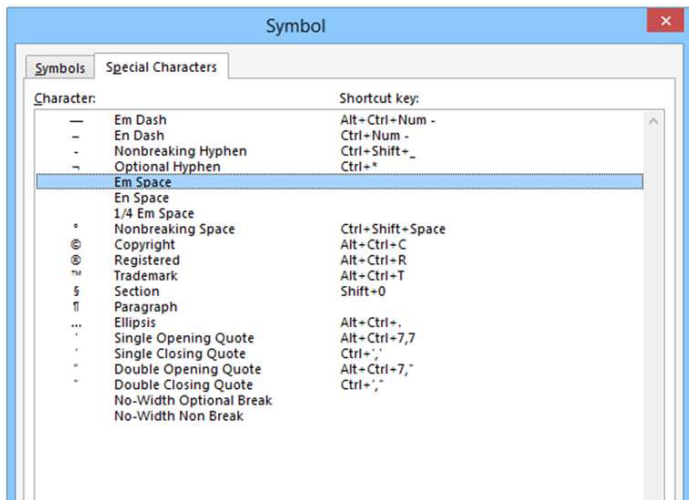 Symbol
Symbols Special Characters
Character: Shortcut key:
— Em Dash Alt+Ctrl+Num -
– En Dash Ctrl+Num -
- Nonbreaking Hyphen Ctrl+Shift+_
¬ Optional Hyphen Ctrl+*
Em Space
En Space
1/4 Em Space
° Nonbreaking Space Ctrl+Shift+Space
© Copyright Alt+Ctrl+C
® Registered Alt+Ctrl+R
™ Trademark Alt+Ctrl+T
§ Section Shift+0
¶ Paragraph
... Ellipsis Alt+Ctrl+.
' Single Opening Quote Alt+Ctrl+7,7
' Single Closing Quote Ctrl+','
" Double Opening Quote Alt+Ctrl+7,"
" Double Closing Quote Ctrl+',"
No-Width Optional Break
No-Width Non Break